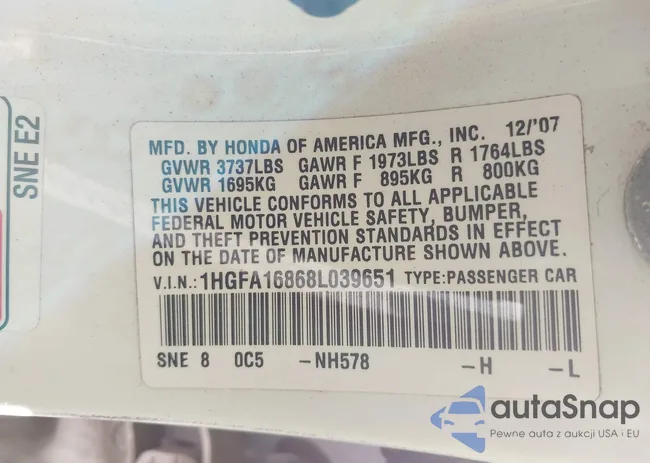 SNE E2
MFD. BY HONDA OF AMERICA MFG., INC. 12/'07
GVWR 3737LBS GAWR F 1973LBS R 1764LBS
GVWR 1695KG GAWR F 895KG R 800KG
THIS VEHICLE CONFORMS TO ALL APPLICABLE
FEDERAL MOTOR VEHICLE SAFETY, BUMPER,
AND THEFT PREVENTION STANDARDS IN EFFECT
ON THE DATE OF MANUFACTURE SHOWN ABOVE.
V.I.N.: 1HGFA16868L039651 TYPE:PASSENGER CAR
SNE 8 0C5 -NH578 -H -L
autaSnap
Pewne auta z aukcji USA i EU